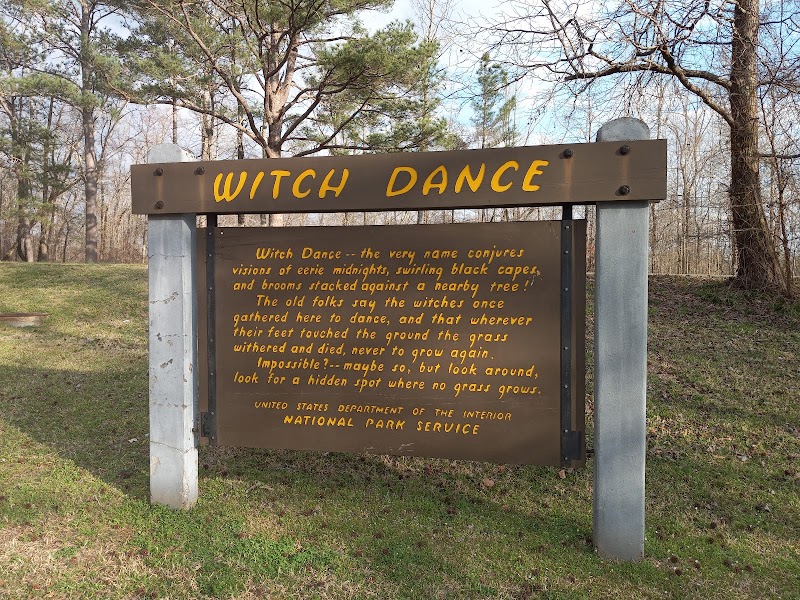 WITCH DANCE
Witch Dance -- the very name conjures
visions of eerie midnights, swirling black capes,
and brooms stacked against a nearby tree!
The old folks say the witches once
gathered here to dance, and that wherever
their feet touched the ground the grass
withered and died, never to grow again.
Impossible? -- maybe so, but look around,
look for a hidden spot where no grass grows.
UNITED STATES DEPARTMENT OF THE INTERIOR
NATIONAL PARK SERVICE